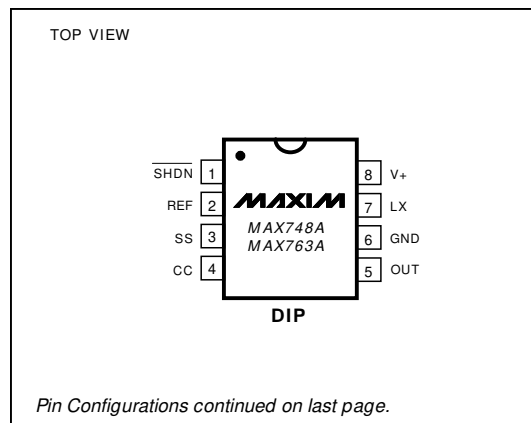 TOP VIEW
SHDN 1
REF 2
SS 3
CC 4
MAXIM
MAX748A
MAX763A
8 V+
7 LX
6 GND
5 OUT
DIP
Pin Configurations continued on last page.